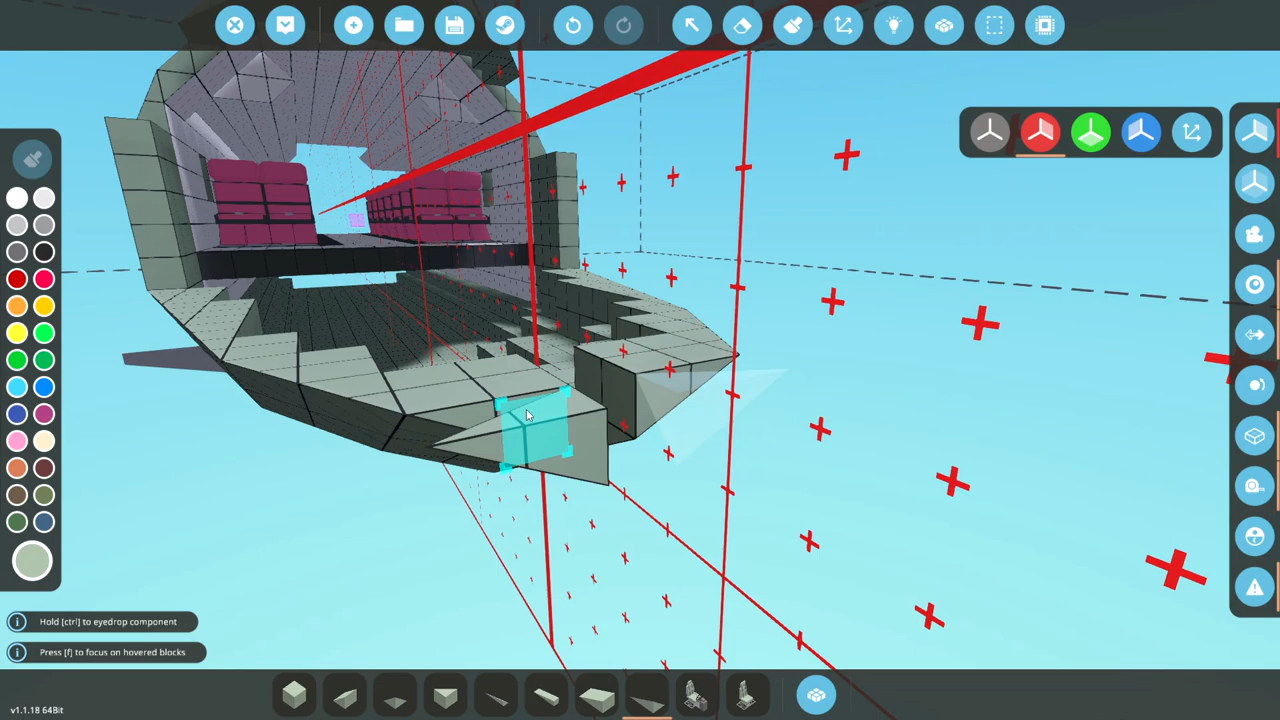 Hold [ctrl] to eyedrop component
Press [f] to focus on hovered blocks
v1.1.18 64Bit